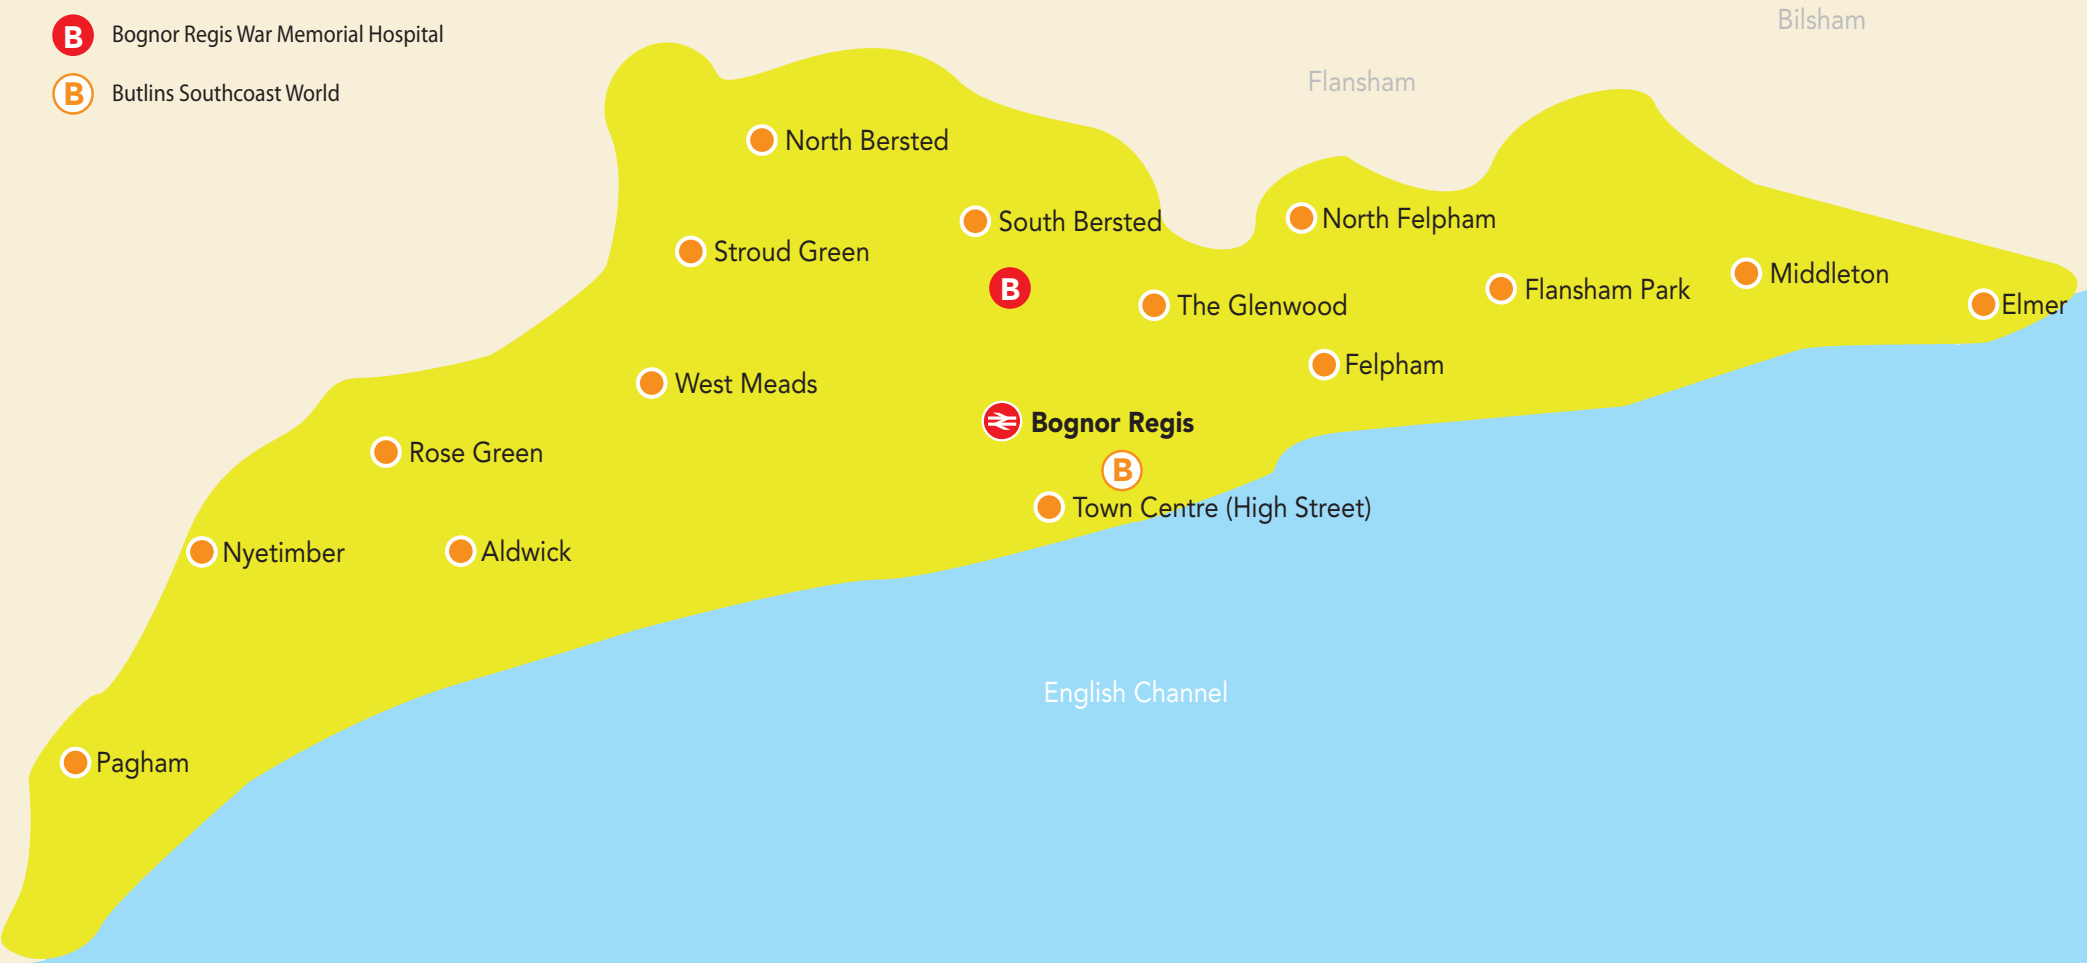 B Bognor Regis War Memorial Hospital
B Butlins Southcoast World
Bilsham
Flansham
North Bersted
South Bersted
North Felpham
Stroud Green
Middleton
B
Flansham Park
The Glenwood
Elmer
Felpham
West Meads
Bognor Regis
Rose Green
B
Town Centre (High Street)
Nyetimber
Aldwick
English Channel
Pagham